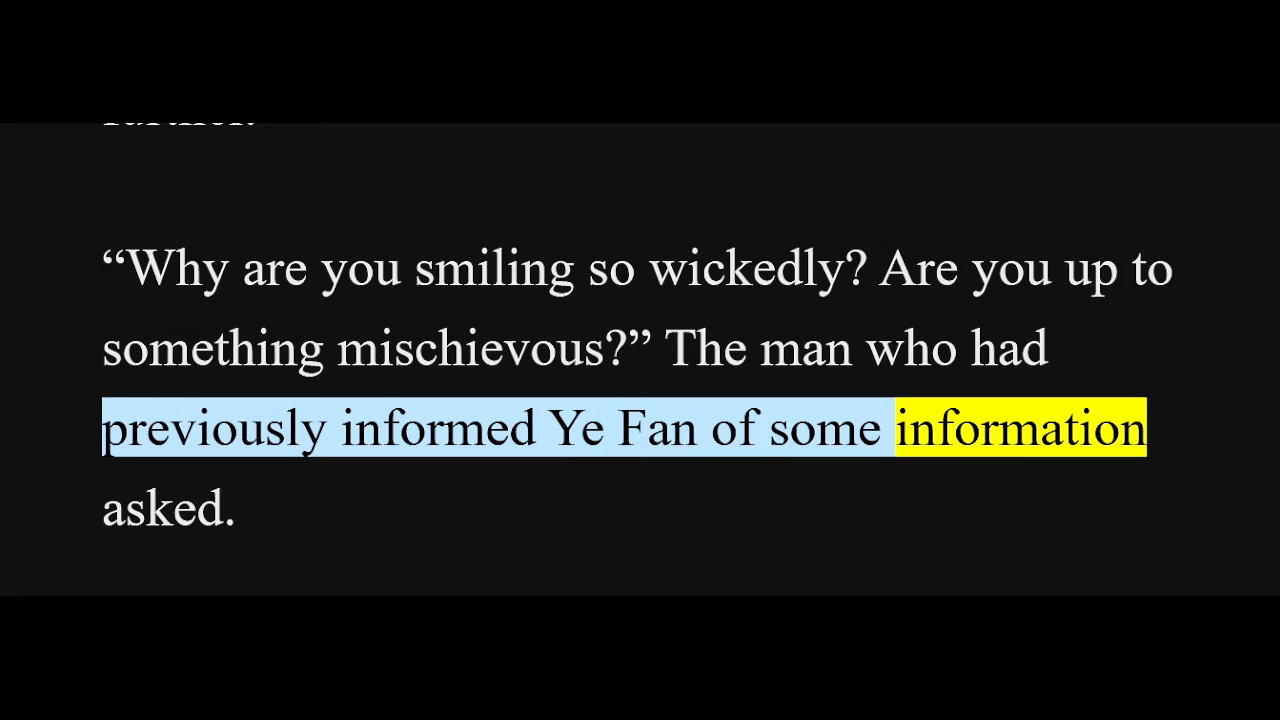 “Why are you smiling so wickedly? Are you up to
something mischievous?” The man who had
previously informed Ye Fan of some information
asked.